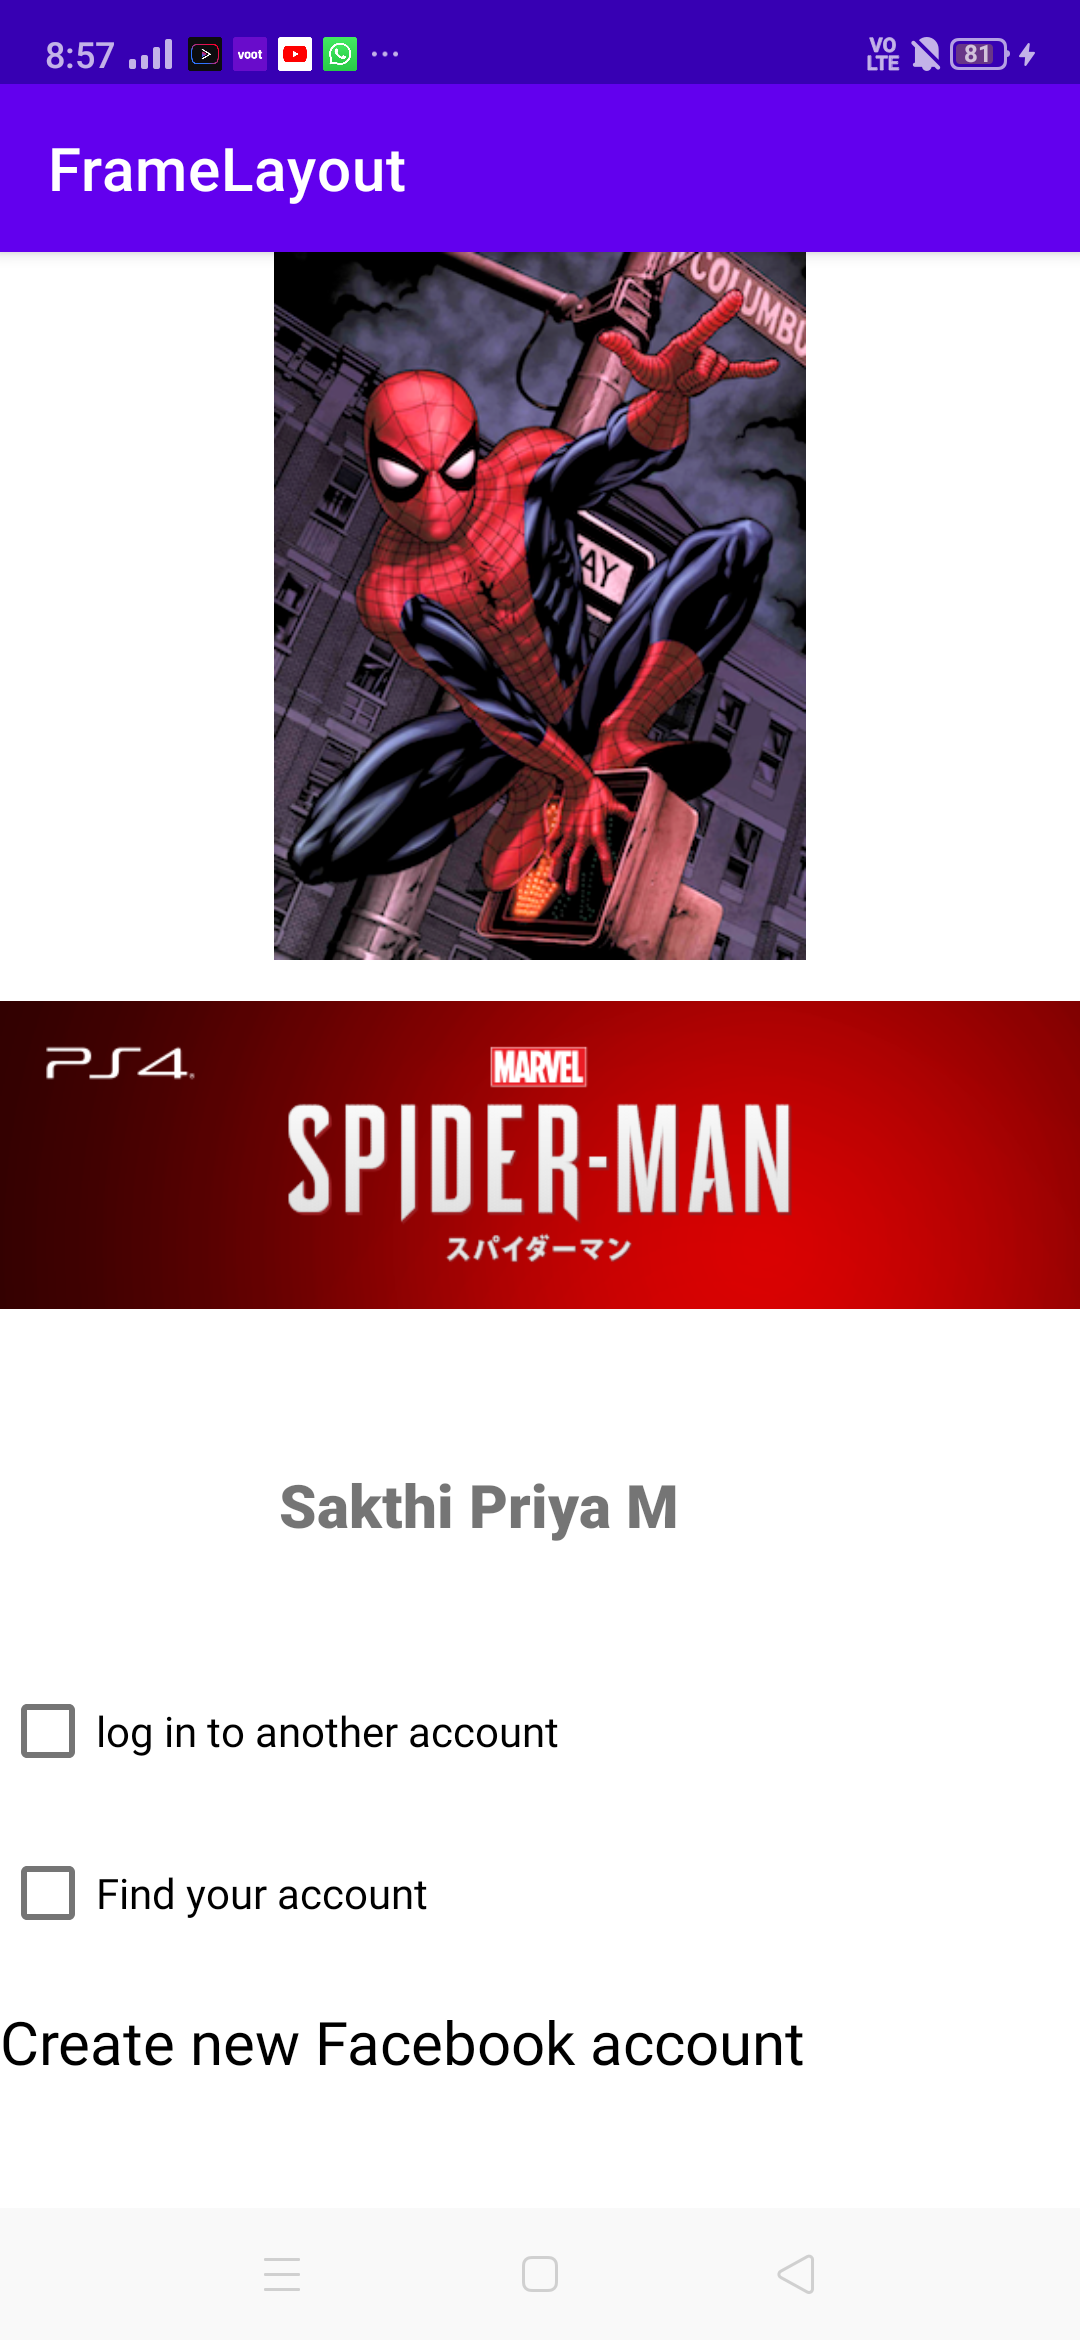 8:57 voot VO LTE 81
FrameLayout
COLUMBU
AY
PS4
MARVEL
SPIDER-MAN
スパイダーマン
Sakthi Priya M
log in to another account
Find your account
Create new Facebook account